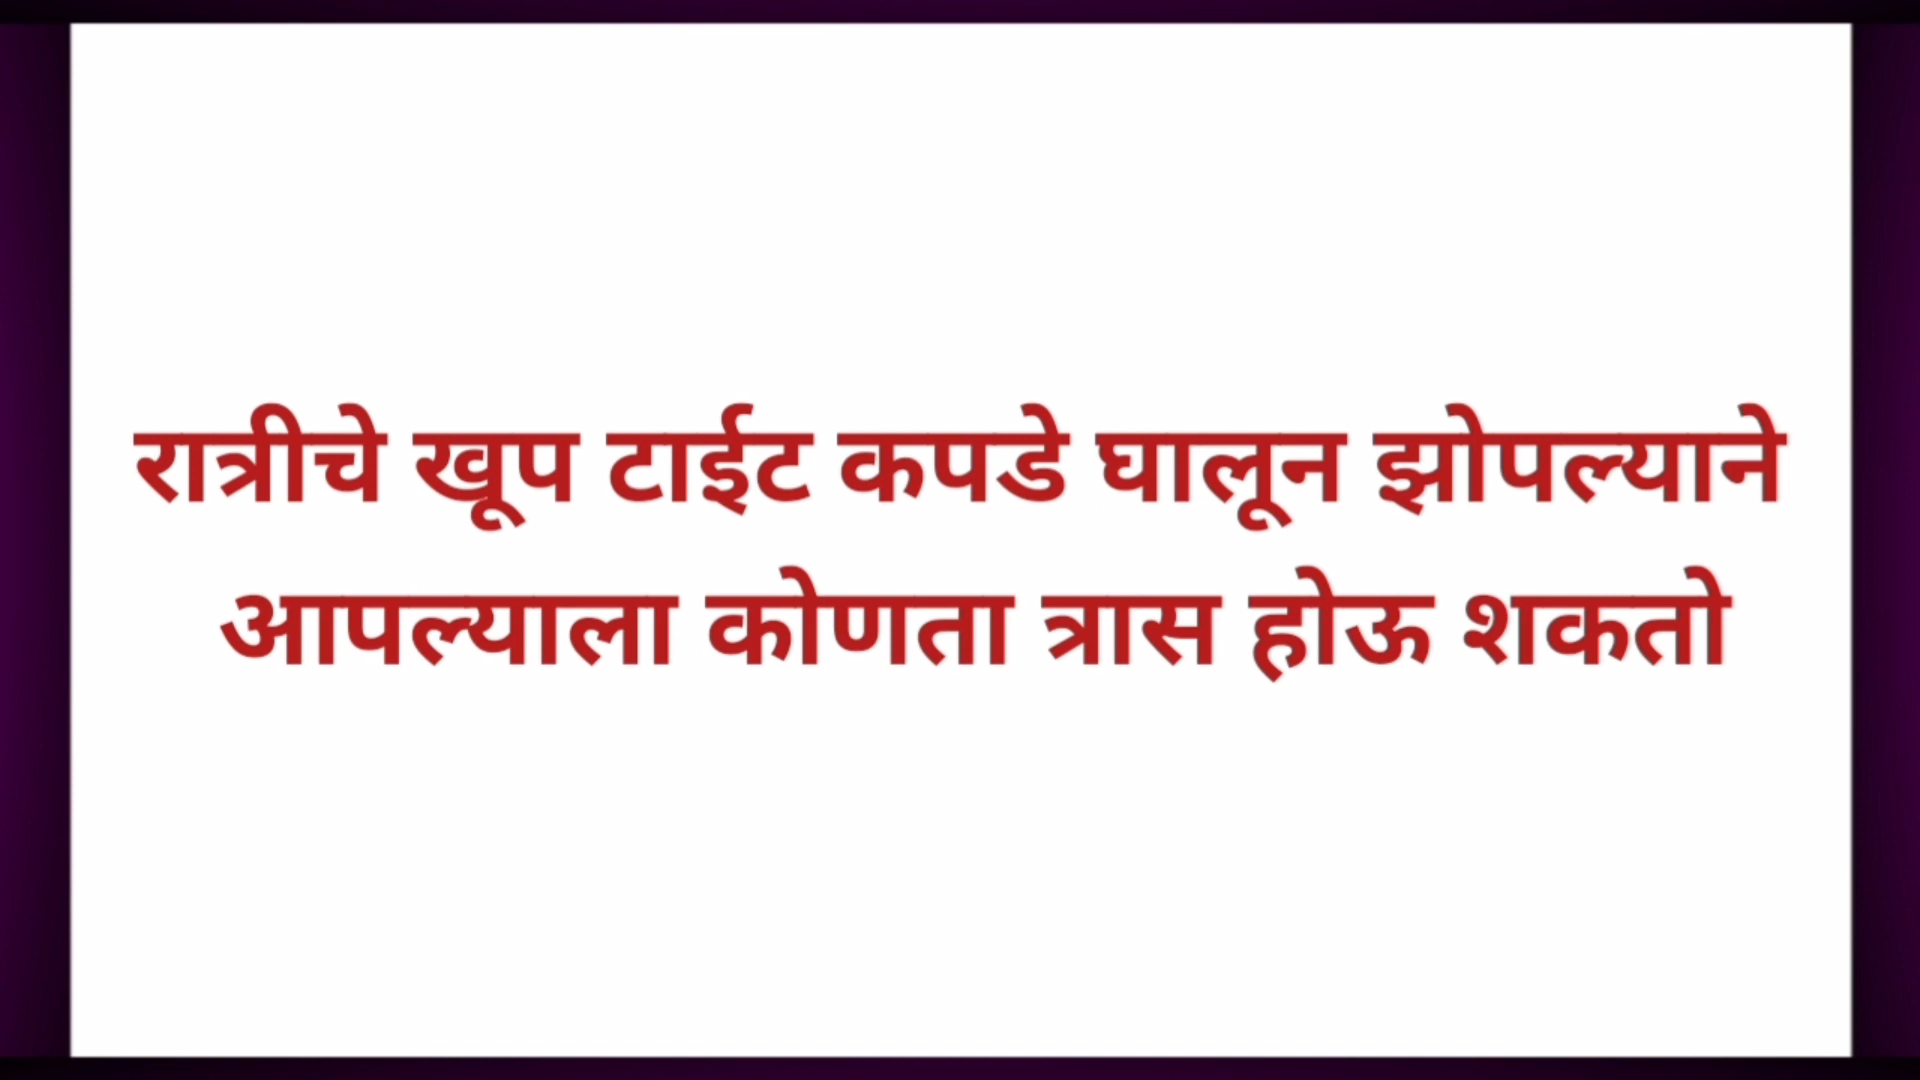 रात्रीचे खूप टाईट कपडे घालून झोपल्याने
आपल्याला कोणता त्रास होऊ शकतो